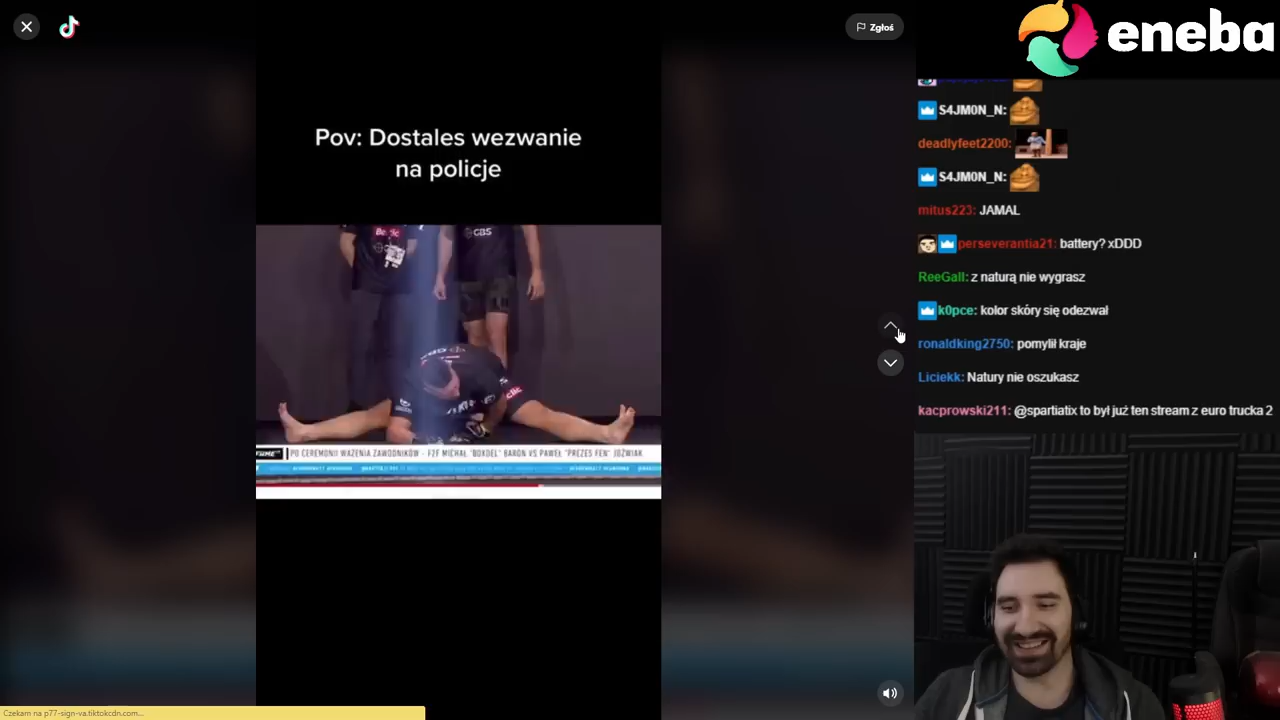 Zgłoś
eneba
Pov: Dostales wezwanie
na policje
CBS
PO CEREMONII WAŻENIA ZAWODNIKÓW - F2F MICHAŁ "BOXDEL" BARON VS PAWEŁ "PREZES FEN" JÓŹWIAK
S4JM0N_N:
deadlyfeet2200:
S4JM0N_N:
mitus223: JAMAL
perseverantia21: battery? xDDD
ReeGall: z naturą nie wygrasz
k0pce: kolor skóry się odezwał
ronaldking2750: pomylił kraje
Liciekk: Natury nie oszukasz
kacprowski211: @spartiatix to był już ten stream z euro trucka 2
Czekam na p77-sign-va.tiktokcdn.com...